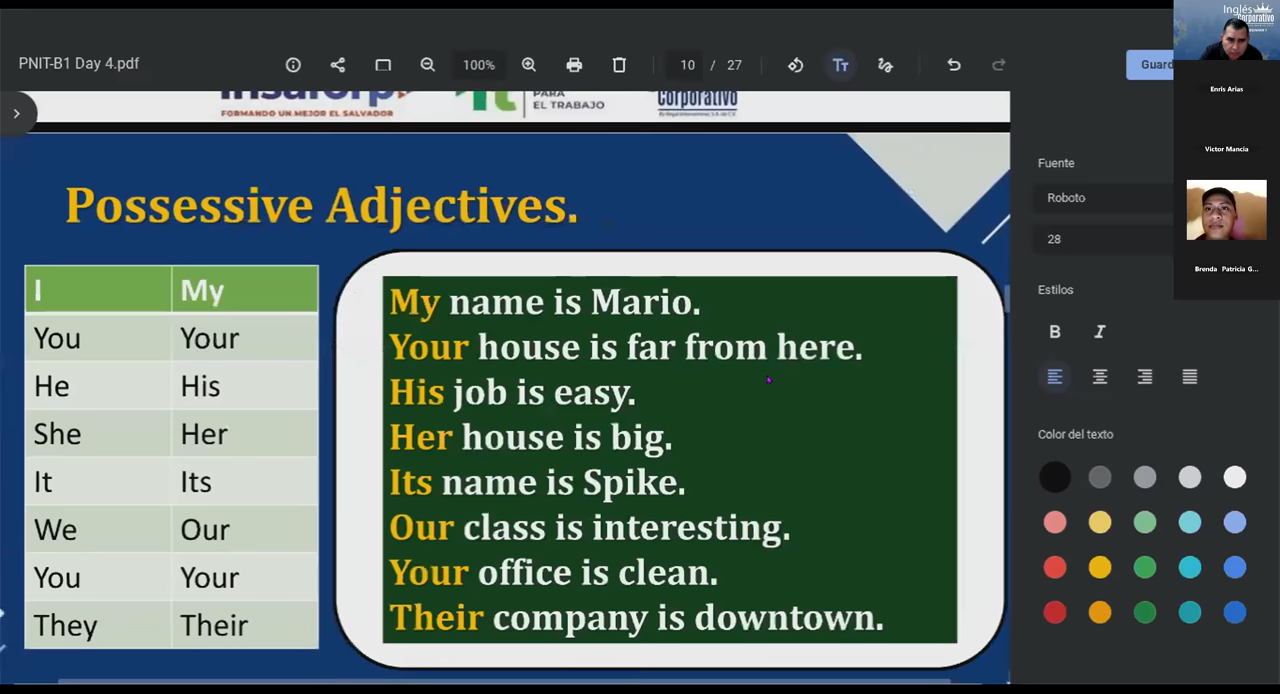 PNIT-B1 Day 4.pdf
100%
10 / 27
Guard
Inglés
Corporativo
FORMANDO UN MEJOR EL SALVADOR
PARA
EL TRABAJO
Corporativo
Enris Arias
Victor Mancia
Brenda Patricia G...
Possessive Adjectives.
I My
You Your
He His
She Her
It Its
We Our
You Your
They Their
My name is Mario.
Your house is far from here.
His job is easy.
Her house is big.
Its name is Spike.
Our class is interesting.
Your office is clean.
Their company is downtown.
Fuente
Roboto
28
Estilos
B I
Color del texto